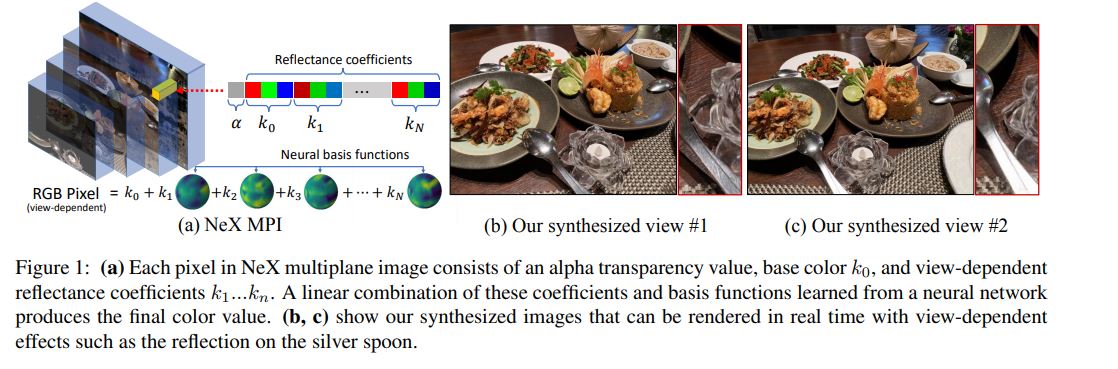 Reflectance coefficients
...
α k₀ k₁ k_N
Neural basis functions
RGB Pixel = k₀ + k₁ +k₂ +k₃ + ⋯ + k_N
(view-dependent)
(a) NeX MPI
(b) Our synthesized view #1
(c) Our synthesized view #2
Figure 1: (a) Each pixel in NeX multiplane image consists of an alpha transparency value, base color k₀, and view-dependent
reflectance coefficients k₁...kₙ. A linear combination of these coefficients and basis functions learned from a neural network
produces the final color value. (b, c) show our synthesized images that can be rendered in real time with view-dependent
effects such as the reflection on the silver spoon.